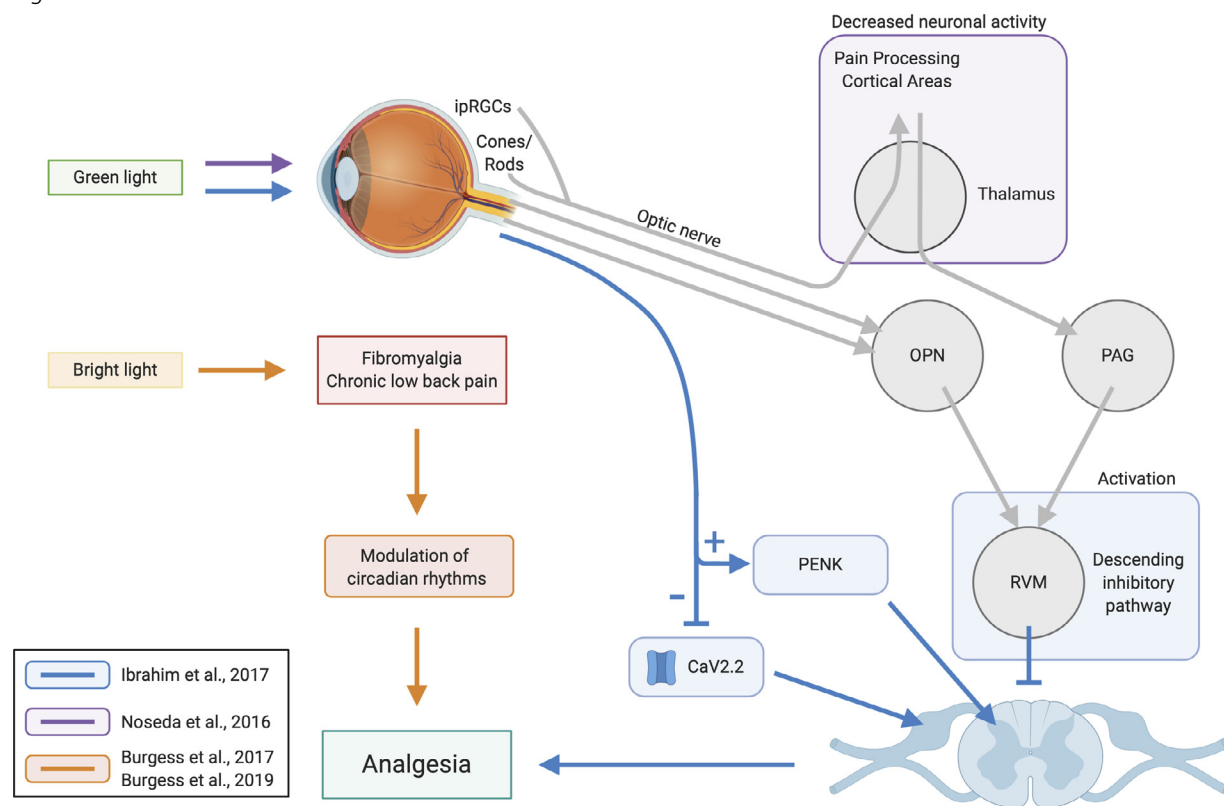 Decreased neuronal activity
Pain Processing
Cortical Areas
Thalamus
ipRGCs
Cones/
Rods
Optic nerve
Green light
Bright light
Fibromyalgia
Chronic low back pain
OPN
PAG
Activation
Modulation of
circadian rhythms
+
PENK
RVM
Descending
inhibitory
pathway
-
CaV2.2
Ibrahim et al., 2017
Noseda et al., 2016
Burgess et al., 2017
Burgess et al., 2019
Analgesia